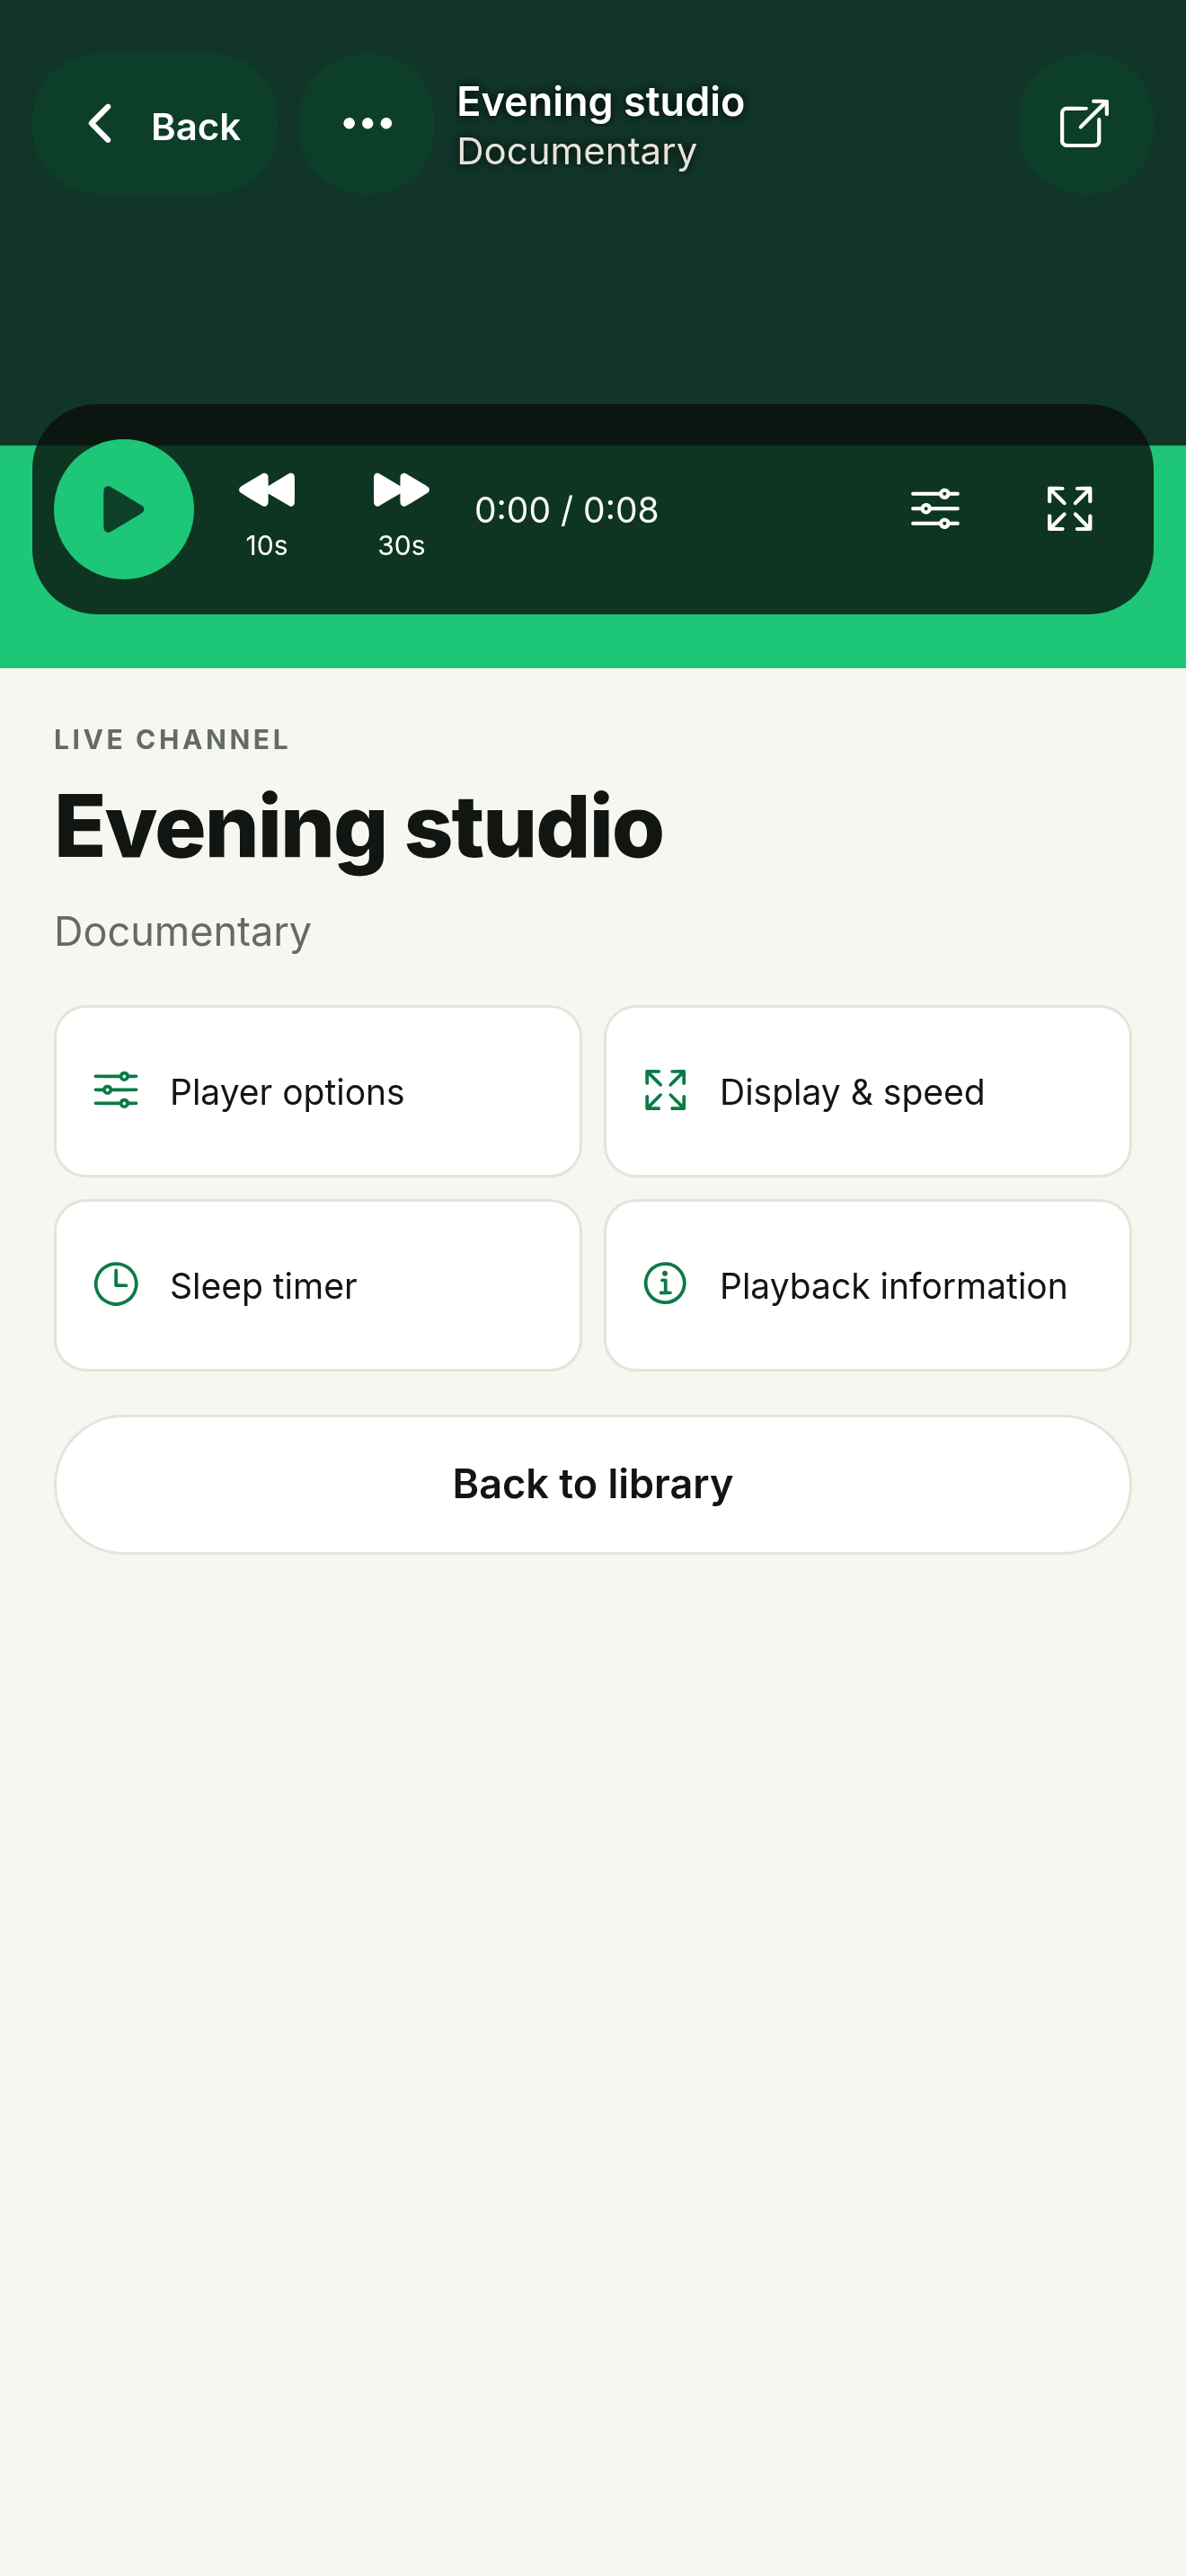 Back
Evening studio
Documentary
10s
30s
0:00 / 0:08
LIVE CHANNEL
Evening studio
Documentary
Player options
Display & speed
Sleep timer
Playback information
Back to library